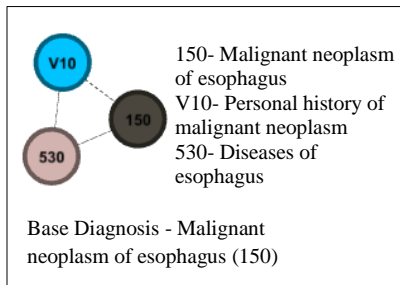 V10
150
530
150- Malignant neoplasm
of esophagus
V10- Personal history of
malignant neoplasm
530- Diseases of
esophagus
Base Diagnosis - Malignant
neoplasm of esophagus (150)